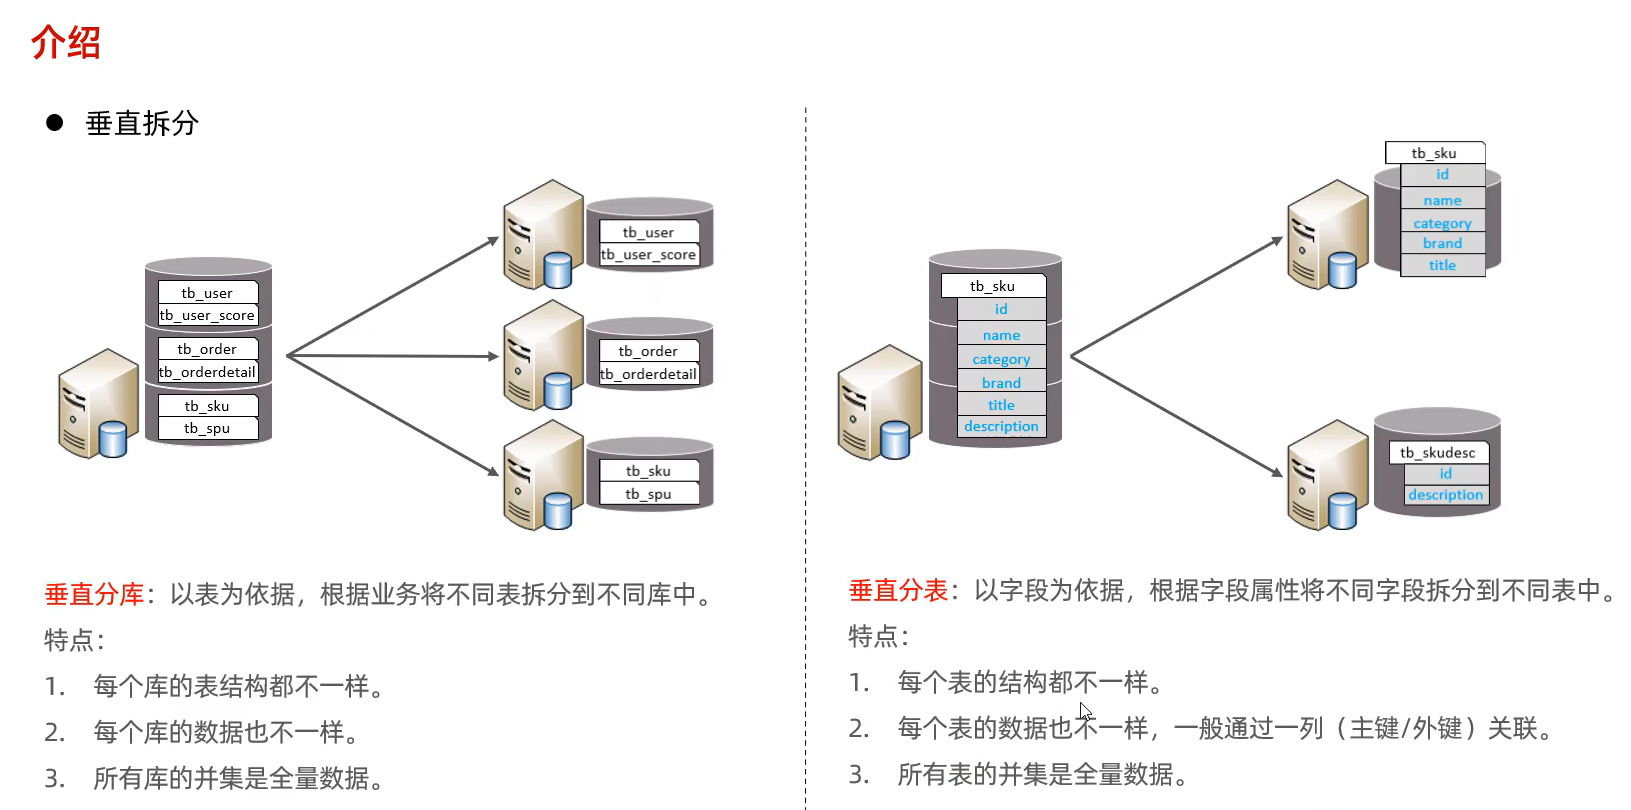 介绍
● 垂直拆分
tb_user
tb_user_score
tb_order
tb_orderdetail
tb_sku
tb_spu
tb_user
tb_user_score
tb_order
tb_orderdetail
tb_sku
tb_spu
垂直分库：以表为依据，根据业务将不同表拆分到不同库中。
特点：
1. 每个库的表结构都不一样。
2. 每个库的数据也不一样。
3. 所有库的并集是全量数据。
tb_sku
id
name
category
brand
title
description
tb_sku
id
name
category
brand
title
tb_skudesc
id
description
垂直分表：以字段为依据，根据字段属性将不同字段拆分到不同表中。
特点：
1. 每个表的结构都不一样。
2. 每个表的数据也不一样，一般通过一列（主键/外键）关联。
3. 所有表的并集是全量数据。